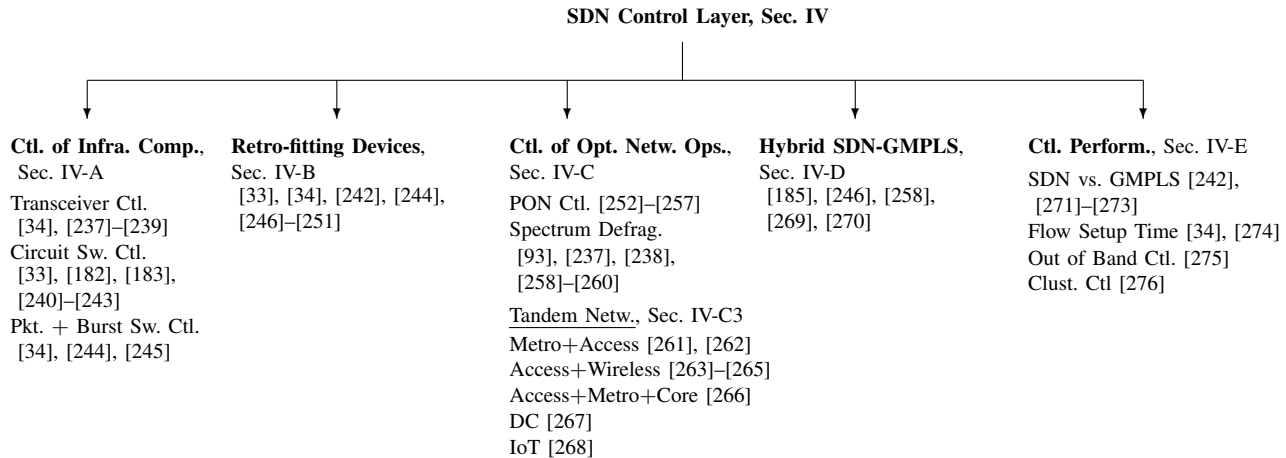 SDN Control Layer, Sec. IV
Ctl. of Infra. Comp.,
Sec. IV-A
Transceiver Ctl.
[34], [237]–[239]
Circuit Sw. Ctl.
[33], [182], [183],
[240]–[243]
Pkt. + Burst Sw. Ctl.
[34], [244], [245]
Retro-fitting Devices,
Sec. IV-B
[33], [34], [242], [244],
[246]–[251]
Ctl. of Opt. Netw. Ops.,
Sec. IV-C
PON Ctl. [252]–[257]
Spectrum Defrag.
[93], [237], [238],
[258]–[260]
Tandem Netw., Sec. IV-C3
Metro+Access [261], [262]
Access+Wireless [263]–[265]
Access+Metro+Core [266]
DC [267]
IoT [268]
Hybrid SDN-GMPLS,
Sec. IV-D
[185], [246], [258],
[269], [270]
Ctl. Perform., Sec. IV-E
SDN vs. GMPLS [242],
[271]–[273]
Flow Setup Time [34], [274]
Out of Band Ctl. [275]
Clust. Ctl [276]